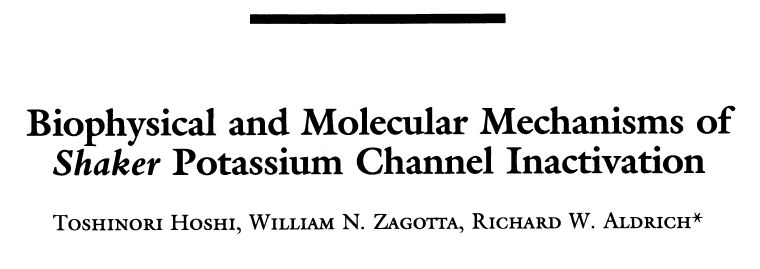 Biophysical and Molecular Mechanisms of
Shaker Potassium Channel Inactivation
TOSHINORI HOSHI, WILLIAM N. ZAGOTTA, RICHARD W. ALDRICH*